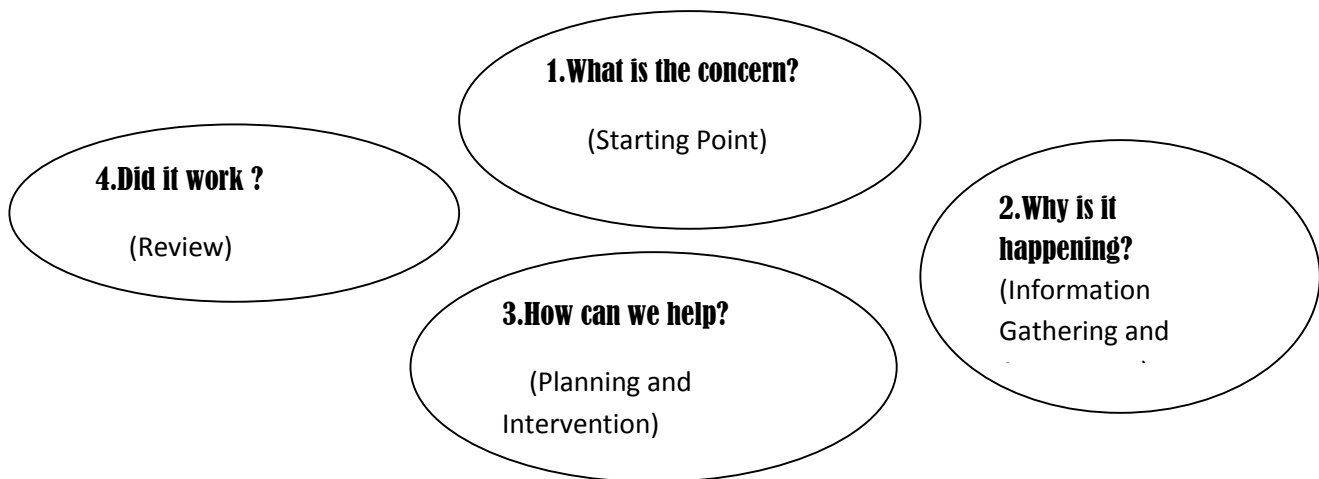 1.What is the concern?
(Starting Point)
2.Why is it
happening?
(Information
Gathering and
3.How can we help?
(Planning and
Intervention)
4.Did it work ?
(Review)